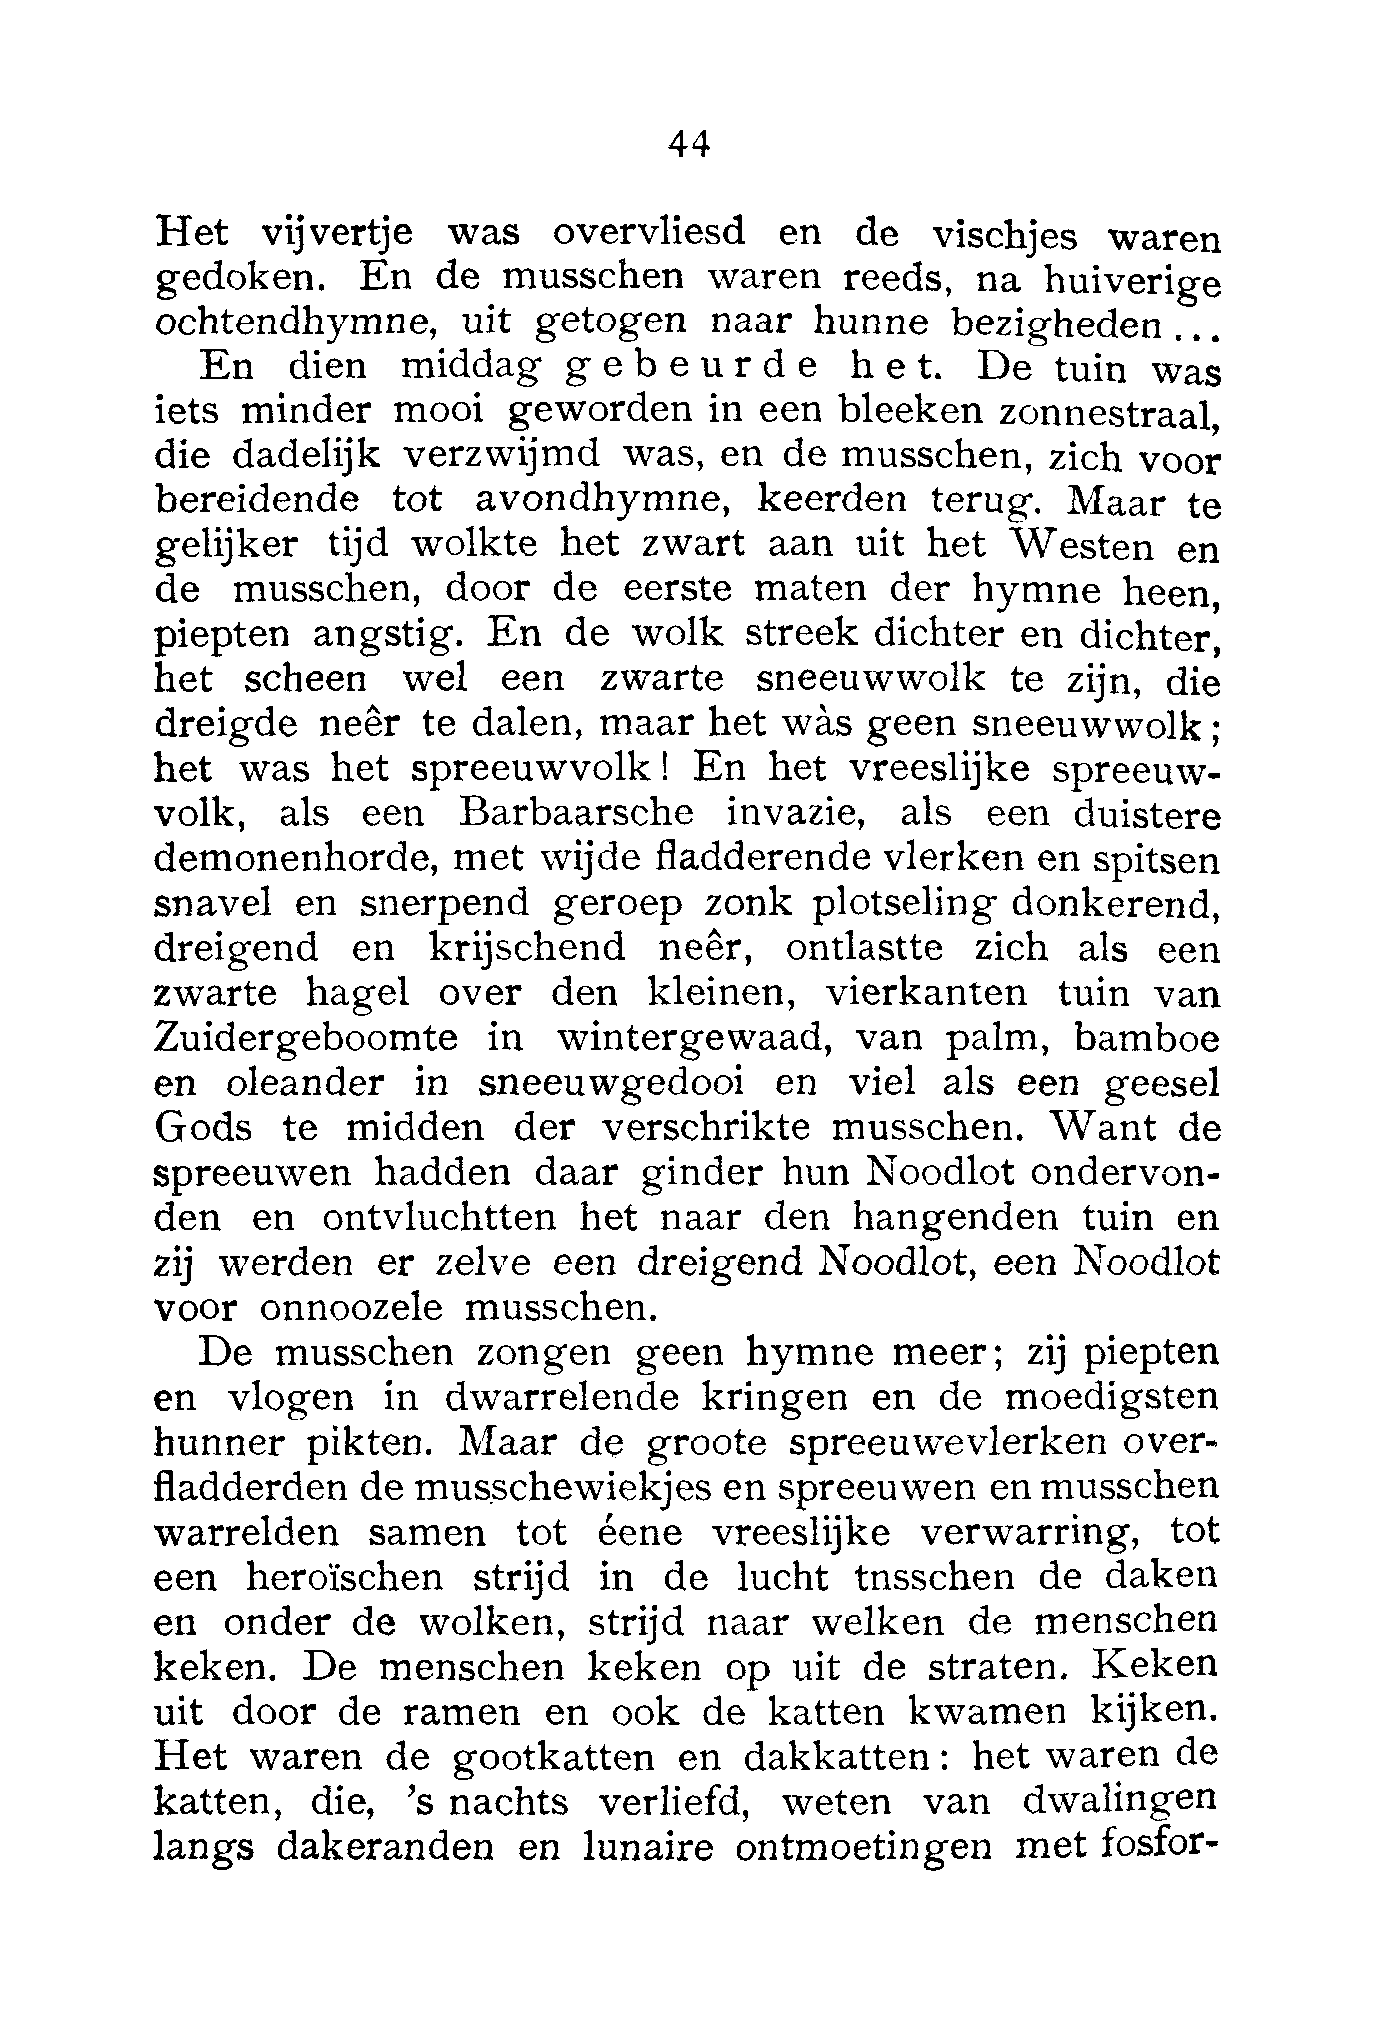 44
Het vijvertje was overvliesd en de vischjes waren
gedoken. En de musschen waren reeds, na huiverige
ochtendhymne, uit getogen naar hunne bezigheden ...
En dien middag g e b e u r d e h e t. De tuin was
iets minder mooi geworden in een bleeken zonnestraal,
die dadelijk verzwijmd was, en de musschen, zich voor
bereidende tot avondhymne, keerden terug. Maar te
gelijker tijd wolkte het zwart aan uit het Westen en
de musschen, door de eerste maten der hymne heen,
piepten angstig. En de wolk streek dichter en dichter,
het scheen wel een zwarte sneeuwwolk te zijn, die
dreigde neêr te dalen, maar het wàs geen sneeuwwolk;
het was het spreeuwvolk! En het vreeslijke spreeuw-
volk, als een Barbaarsche invazie, als een duistere
demonenhorde, met wijde fladderende vlerken en spitsen
snavel en snerpend geroep zonk plotseling donkerend,
dreigend en krijschend neêr, ontlastte zich als een
zwarte hagel over den kleinen, vierkanten tuin van
Zuidergeboomte in wintergewaad, van palm, bamboe
en oleander in sneeuwgedooi en viel als een geesel
Gods te midden der verschrikte musschen. Want de
spreeuwen hadden daar ginder hun Noodlot ondervon-
den en ontvluchtten het naar den hangenden tuin en
zij werden er zelve een dreigend Noodlot, een Noodlot
voor onnoozele musschen.
De musschen zongen geen hymne meer; zij piepten
en vlogen in dwarrelende kringen en de moedigsten
hunner pikten. Maar de groote spreeuwevlerken over-
fladderden de musschewiekjes en spreeuwen en musschen
warrelden samen tot éene vreeslijke verwarring, tot
een heroïschen strijd in de lucht tnsschen de daken
en onder de wolken, strijd naar welken de menschen
keken. De menschen keken op uit de straten. Keken
uit door de ramen en ook de katten kwamen kijken.
Het waren de gootkatten en dakkatten: het waren de
katten, die, 's nachts verliefd, weten van dwalingen
langs dakeranden en lunaire ontmoetingen met fosfor-